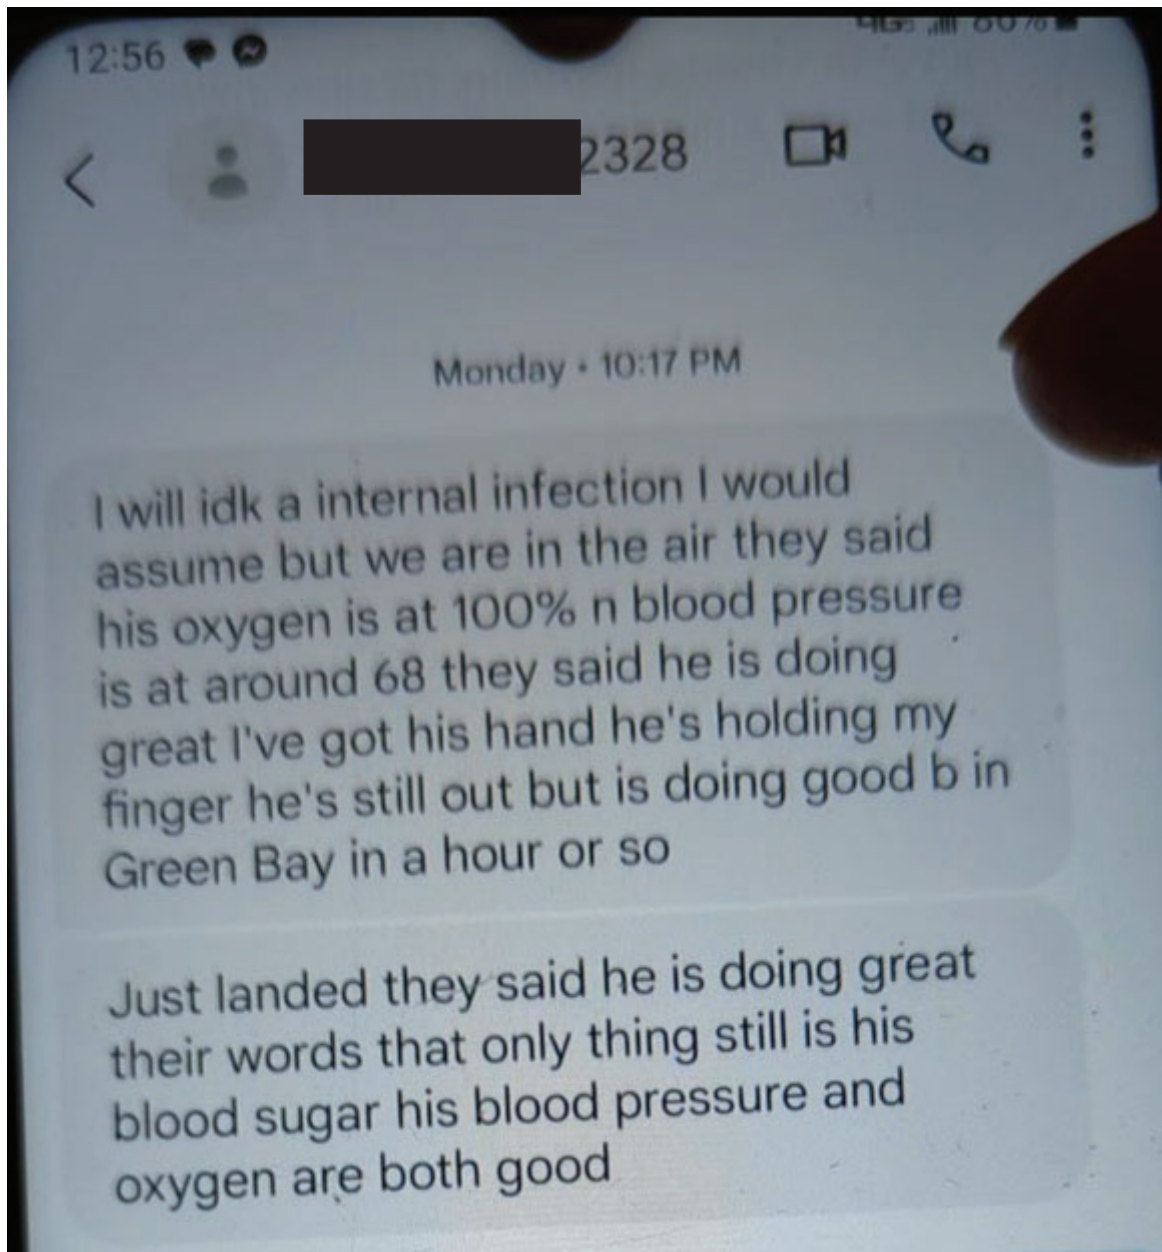 12:56
2328
Monday • 10:17 PM
I will idk a internal infection I would
assume but we are in the air they said
his oxygen is at 100% n blood pressure
is at around 68 they said he is doing
great I've got his hand he's holding my
finger he's still out but is doing good b in
Green Bay in a hour or so
Just landed they said he is doing great
their words that only thing still is his
blood sugar his blood pressure and
oxygen are both good